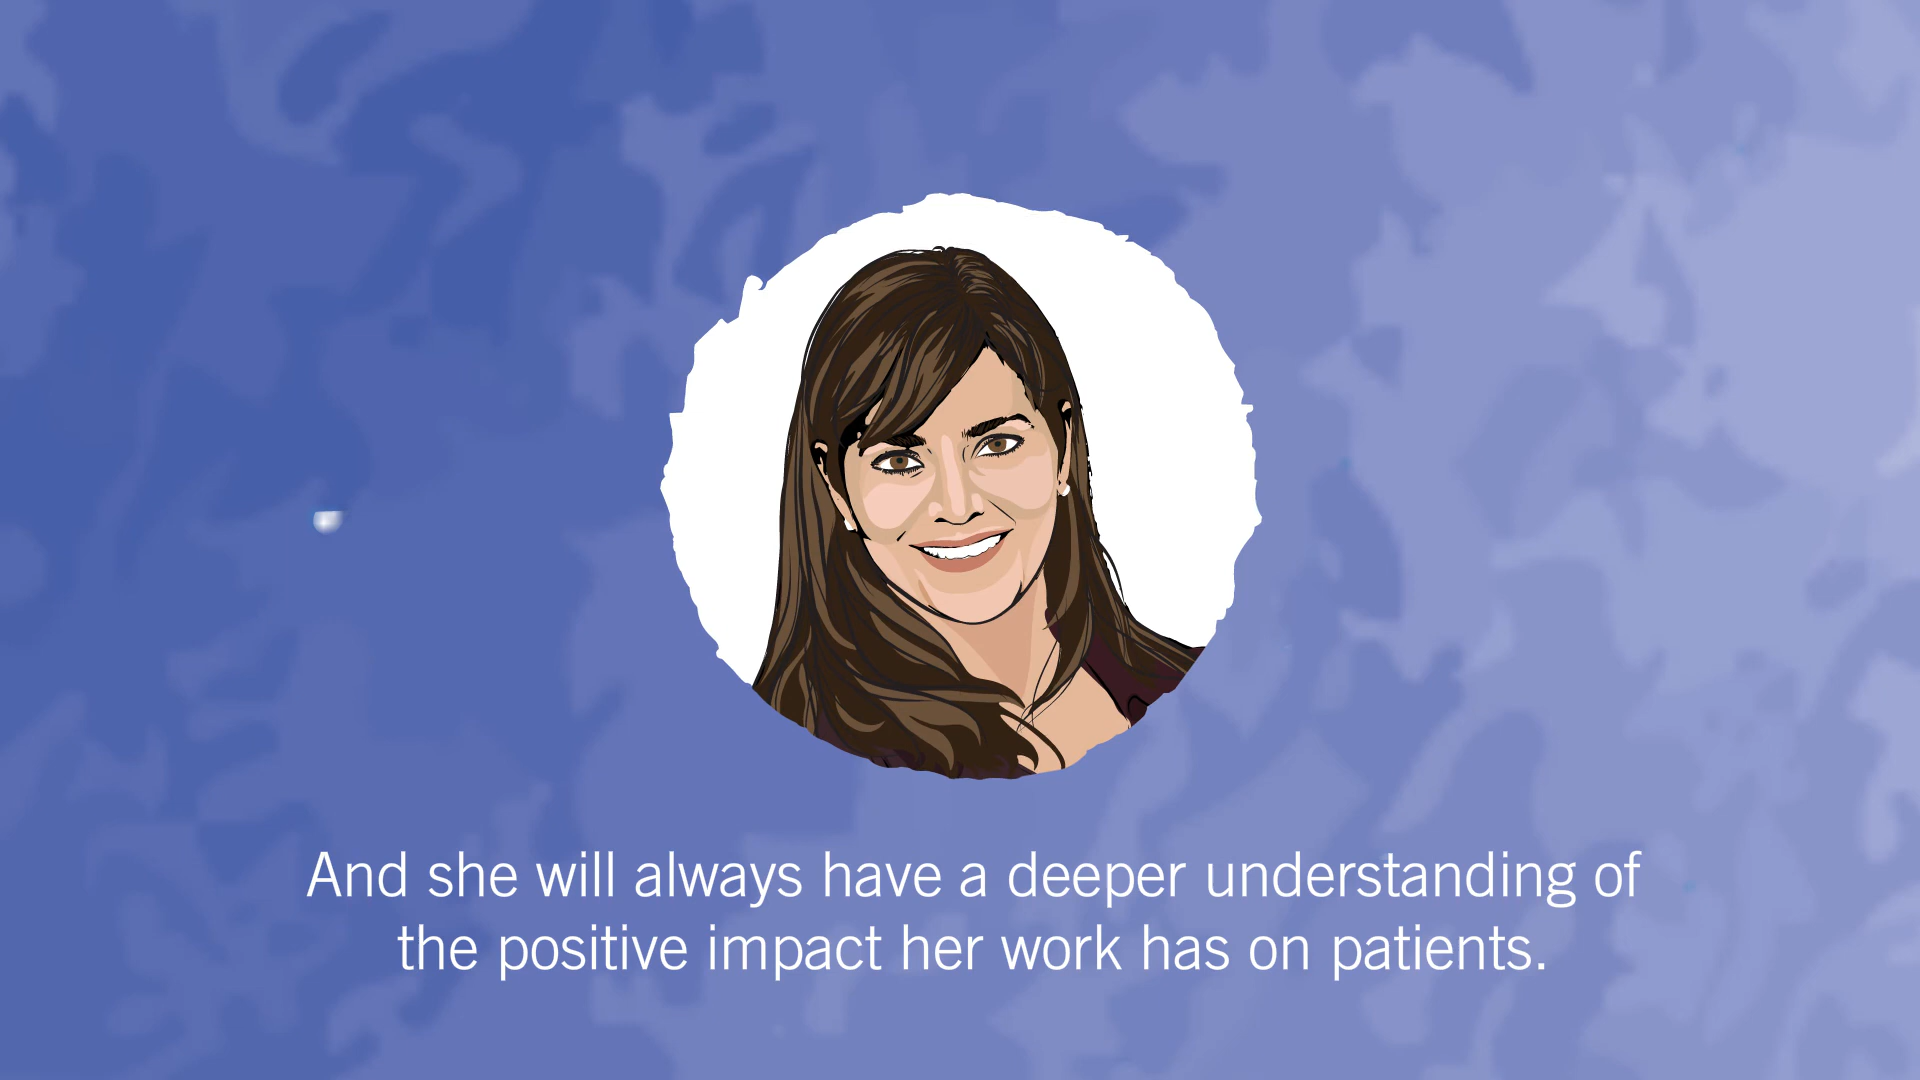 And she will always have a deeper understanding of
the positive impact her work has on patients.